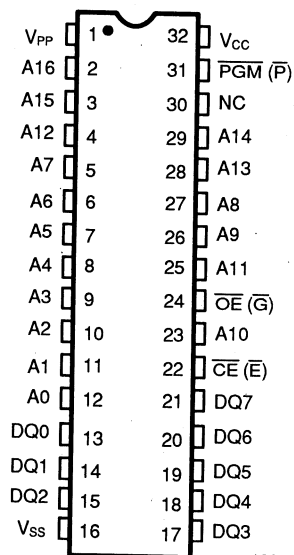 VPP 1 32 VCC
A16 2 31 PGM (P)
A15 3 30 NC
A12 4 29 A14
A7 5 28 A13
A6 6 27 A8
A5 7 26 A9
A4 8 25 A11
A3 9 24 OE (G)
A2 10 23 A10
A1 11 22 CE (E)
A0 12 21 DQ7
DQ0 13 20 DQ6
DQ1 14 19 DQ5
DQ2 15 18 DQ4
VSS 16 17 DQ3